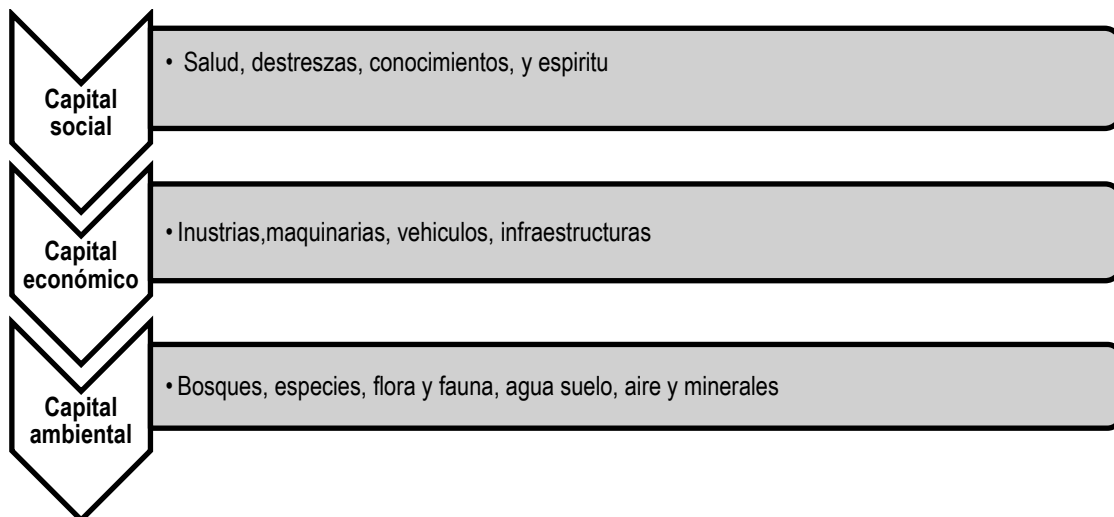 Capital
social
• Salud, destreszas, conocimientos, y espiritu
Capital
económico
• Inustrias,maquinarias, vehiculos, infraestructuras
Capital
ambiental
• Bosques, especies, flora y fauna, agua suelo, aire y minerales